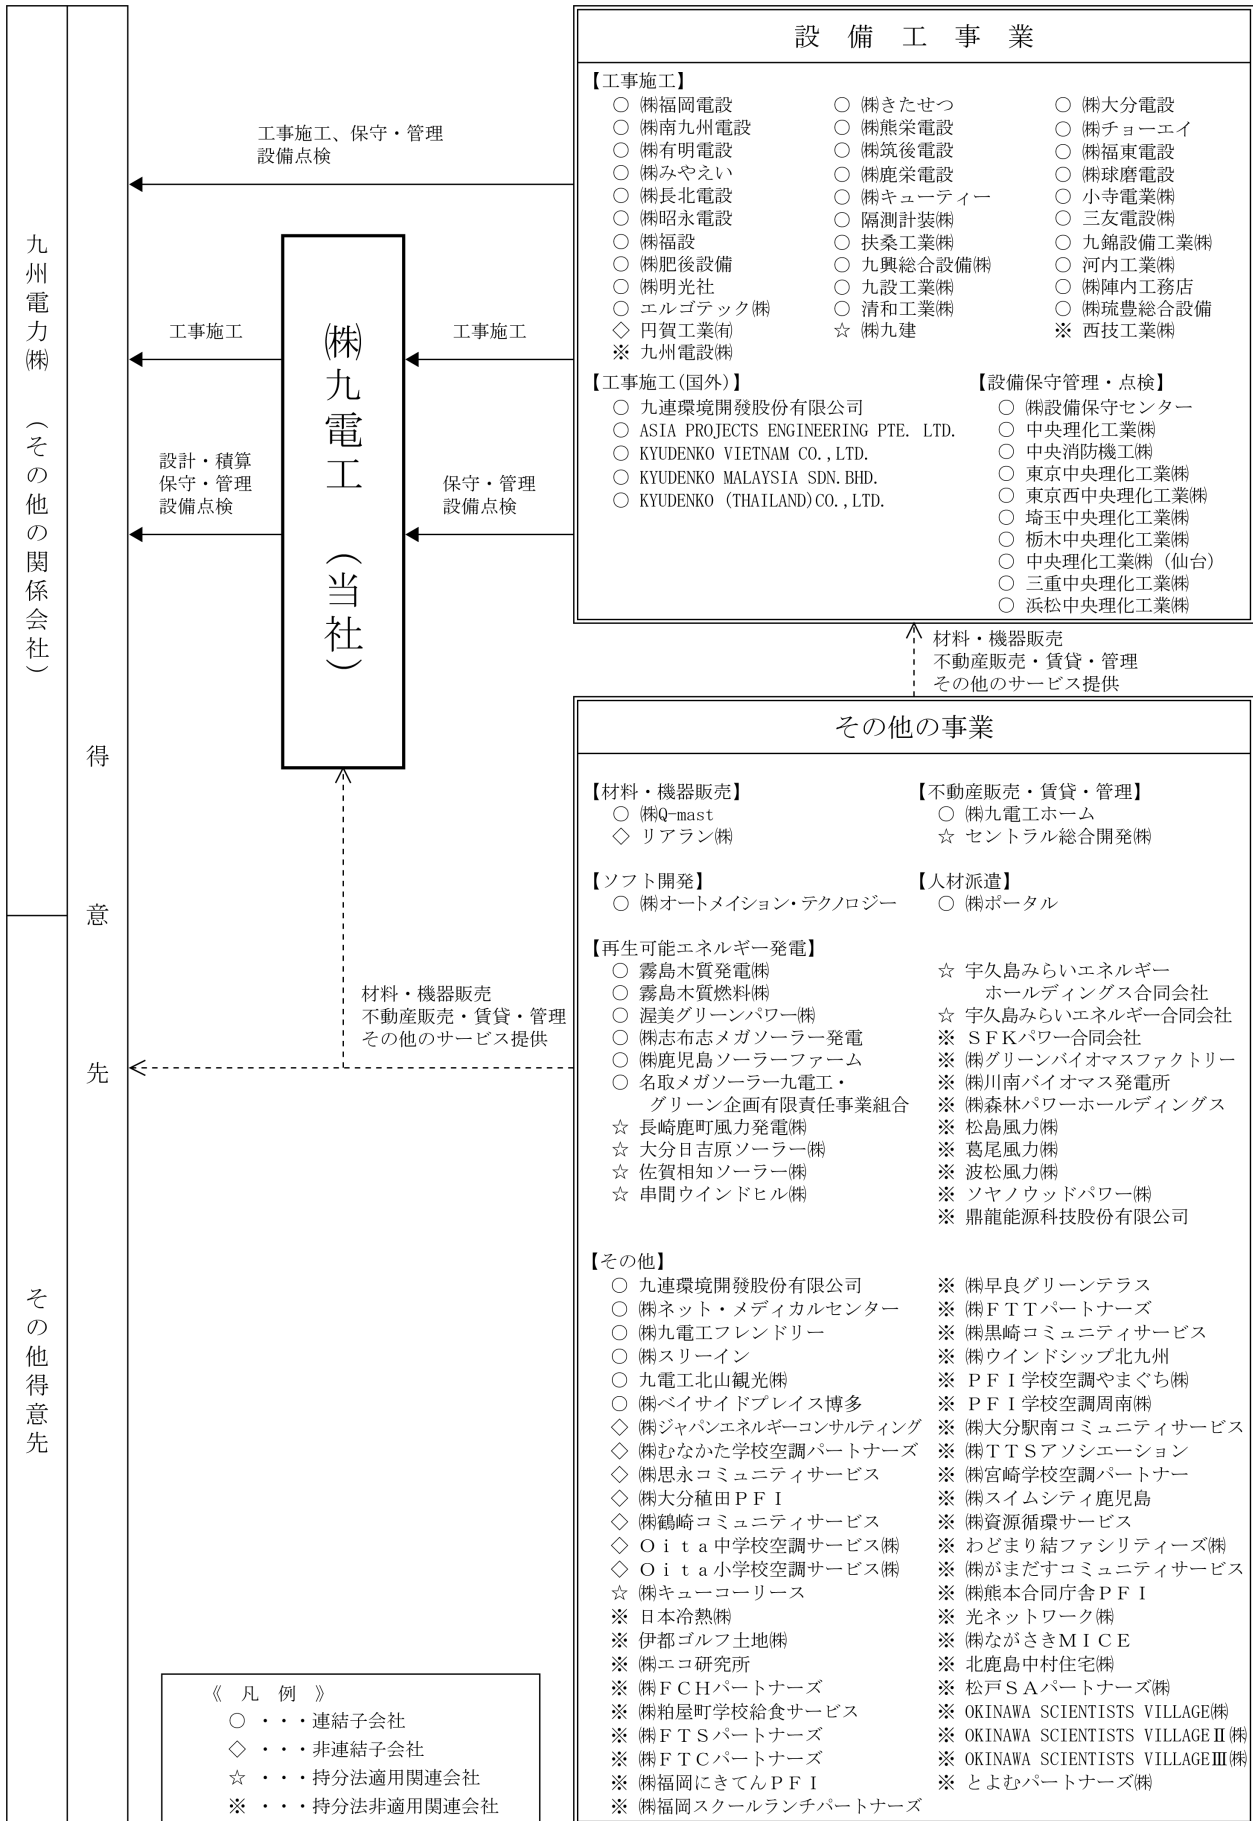 設備工事業
【工事施工】
○ ㈱福岡電設
○ ㈱南九州電設
○ ㈱有明電設
○ ㈱みやえい
○ ㈱長北電設
○ ㈱昭永電設
○ ㈱福設
○ ㈱肥後設備
○ ㈱明光社
○ エルゴテック㈱
◇ 円賀工業㈲
※ 九州電設㈱
○ ㈱きたせつ
○ ㈱熊栄電設
○ ㈱筑後電設
○ ㈱鹿栄電設
○ ㈱キューティー
○ 隔測計装㈱
○ 扶桑工業㈱
○ 九興総合設備㈱
○ 九設工業㈱
○ 清和工業㈱
☆ ㈱九建
○ ㈱大分電設
○ ㈱チョーエイ
○ ㈱福東電設
○ ㈱球磨電設
○ 小寺電業㈱
○ 三友電設㈱
○ 九錦設備工業㈱
○ 河内工業㈱
○ ㈱陣内工務店
○ ㈱琉豊総合設備
※ 西技工業㈱
【工事施工(国外)】
○ 九連環境開發股份有限公司
○ ASIA PROJECTS ENGINEERING PTE. LTD.
○ KYUDENKO VIETNAM CO.,LTD.
○ KYUDENKO MALAYSIA SDN.BHD.
○ KYUDENKO (THAILAND)CO.,LTD.
【設備保守管理・点検】
○ ㈱設備保守センター
○ 中央理化工業㈱
○ 中央消防機工㈱
○ 東京中央理化工業㈱
○ 東京西中央理化工業㈱
○ 埼玉中央理化工業㈱
○ 栃木中央理化工業㈱
○ 中央理化工業㈱（仙台）
○ 三重中央理化工業㈱
○ 浜松中央理化工業㈱
工事施工、保守・管理
設備点検
工事施工
工事施工
設計・積算
保守・管理
設備点検
保守・管理
設備点検
㈱九電工（当社）
九州電力㈱（その他の関係会社）
得意先
その他得意先
材料・機器販売
不動産販売・賃貸・管理
その他のサービス提供
その他の事業
【材料・機器販売】
○ ㈱Q-mast
◇ リアラン㈱
【不動産販売・賃貸・管理】
○ ㈱九電工ホーム
☆ セントラル総合開発㈱
【ソフト開発】
○ ㈱オートメイション・テクノロジー
【人材派遣】
○ ㈱ポータル
【再生可能エネルギー発電】
○ 霧島木質発電㈱
○ 霧島木質燃料㈱
○ 渥美グリーンパワー㈱
○ ㈱志布志メガソーラー発電
○ ㈱鹿児島ソーラーファーム
○ 名取メガソーラー九電工・
グリーン企画有限責任事業組合
☆ 長崎鹿町風力発電㈱
☆ 大分日吉原ソーラー㈱
☆ 佐賀相知ソーラー㈱
☆ 串間ウインドヒル㈱
☆ 宇久島みらいエネルギー
ホールディングス合同会社
☆ 宇久島みらいエネルギー合同会社
※ ＳＦＫパワー合同会社
※ ㈱グリーンバイオマスファクトリー
※ ㈱川南バイオマス発電所
※ ㈱森林パワーホールディングス
※ 松島風力㈱
※ 葛尾風力㈱
※ 波松風力㈱
※ ソヤノウッドパワー㈱
※ 鼎龍能源科技股份有限公司
材料・機器販売
不動産販売・賃貸・管理
その他のサービス提供
【その他】
○ 九連環境開發股份有限公司
○ ㈱ネット・メディカルセンター
○ ㈱九電工フレンドリー
○ ㈱スリーイン
○ 九電工北山観光㈱
○ ㈱ベイサイドプレイス博多
◇ ㈱ジャパンエネルギーコンサルティング
◇ ㈱むなかた学校空調パートナーズ
◇ ㈱思永コミュニティサービス
◇ ㈱大分稙田ＰＦＩ
◇ ㈱鶴崎コミュニティサービス
◇ Ｏｉｔａ中学校空調サービス㈱
◇ Ｏｉｔａ小学校空調サービス㈱
☆ ㈱キューコーリース
※ 日本冷熱㈱
※ 伊都ゴルフ土地㈱
※ ㈱エコ研究所
※ ㈱ＦＣＨパートナーズ
※ ㈱粕屋町学校給食サービス
※ ㈱ＦＴＳパートナーズ
※ ㈱ＦＴＣパートナーズ
※ ㈱福岡にきてんＰＦＩ
※ ㈱福岡スクールランチパートナーズ
※ ㈱早良グリーンテラス
※ ㈱ＦＴＴパートナーズ
※ ㈱黒崎コミュニティサービス
※ ㈱ウインドシップ北九州
※ ＰＦＩ学校空調やまぐち㈱
※ ＰＦＩ学校空調周南㈱
※ ㈱大分駅南コミュニティサービス
※ ㈱ＴＴＳアソシエーション
※ ㈱宮崎学校空調パートナー
※ ㈱スイムシティ鹿児島
※ ㈱資源循環サービス
※ わどまり結ファシリティーズ㈱
※ ㈱がまだすコミュニティサービス
※ ㈱熊本合同庁舎ＰＦＩ
※ 光ネットワーク㈱
※ ㈱ながさきＭＩＣＥ
※ 北鹿島中村住宅㈱
※ 松戸ＳＡパートナーズ㈱
※ OKINAWA SCIENTISTS VILLAGE㈱
※ OKINAWA SCIENTISTS VILLAGEⅡ㈱
※ OKINAWA SCIENTISTS VILLAGEⅢ㈱
※ とよむパートナーズ㈱
《 凡 例 》
○ ・・・連結子会社
◇ ・・・非連結子会社
☆ ・・・持分法適用関連会社
※ ・・・持分法非適用関連会社